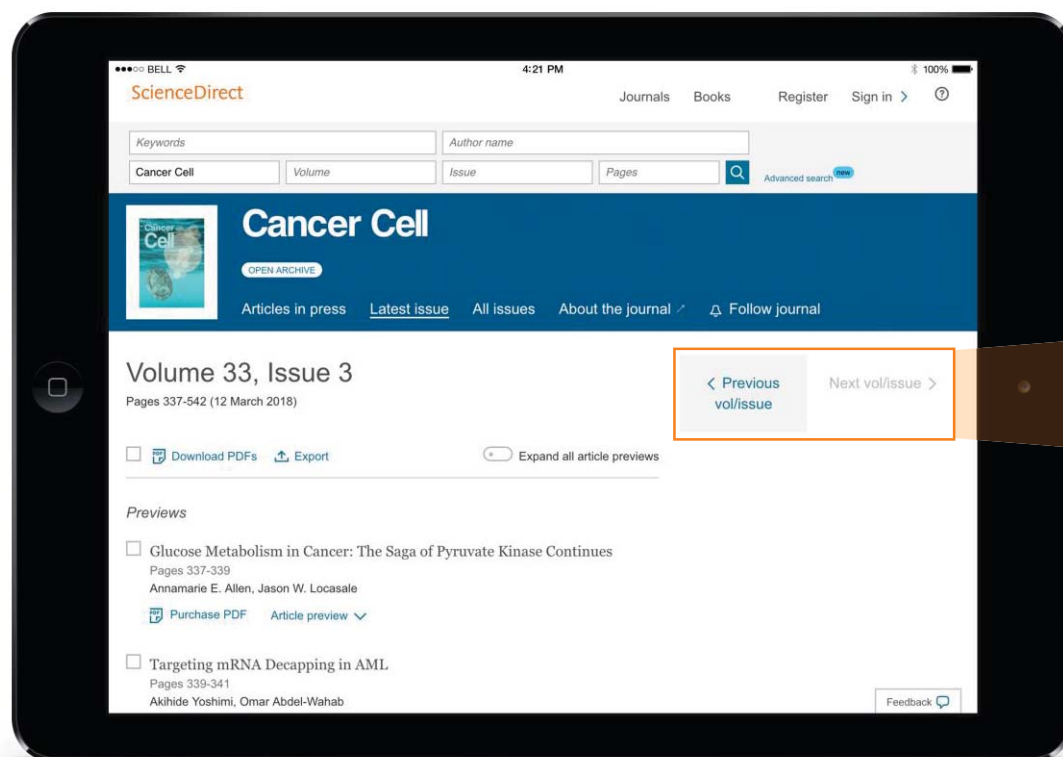 BELL 4:21 PM 100%
ScienceDirect Journals Books Register Sign in > ?
Keywords Author name
Cancer Cell Volume Issue Pages Advanced search new
Cancer Cell
Cancer Cell
OPEN ARCHIVE
Articles in press Latest issue All issues About the journal Follow journal
Volume 33, Issue 3
Pages 337-542 (12 March 2018)
< Previous vol/issue
Next vol/issue >
PDF Download PDFs Export Expand all article previews
Previews
Glucose Metabolism in Cancer: The Saga of Pyruvate Kinase Continues
Pages 337-339
Annamarie E. Allen, Jason W. Locasale
PDF Purchase PDF Article preview
Targeting mRNA Decapping in AML
Pages 339-341
Akihide Yoshimi, Omar Abdel-Wahab
Feedback